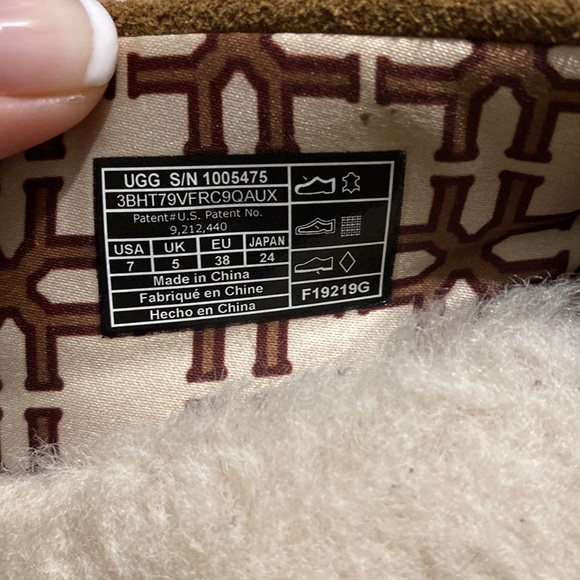 UGG S/N 1005475
3BHT79VFRC9QAUX
Patent#U.S. Patent No.
9,212,440
USA UK EU JAPAN
7 5 38 24
Made in China
Fabriqué en Chine
Hecho en China
F19219G